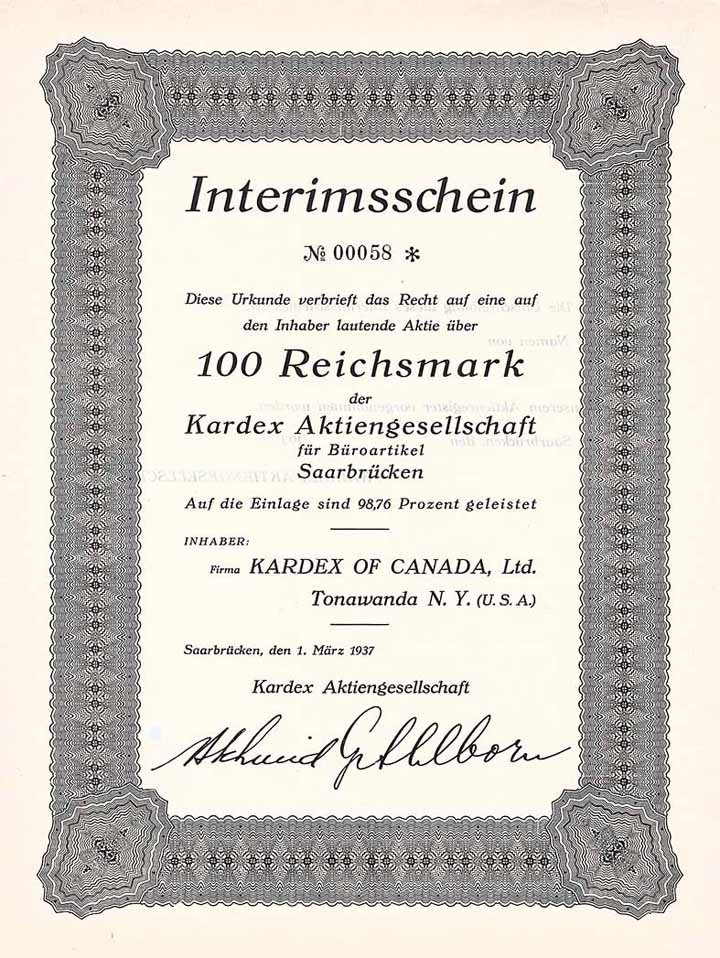 Interimsschein
№ 00058 *
Diese Urkunde verbrieft das Recht auf eine auf
den Inhaber lautende Aktie über
100 Reichsmark
der
Kardex Aktiengesellschaft
für Büroartikel
Saarbrücken
Auf die Einlage sind 98,76 Prozent geleistet
INHABER:
Firma KARDEX OF CANADA, Ltd.
Tonawanda N. Y. (U. S. A.)
Saarbrücken, den 1. März 1937
Kardex Aktiengesellschaft